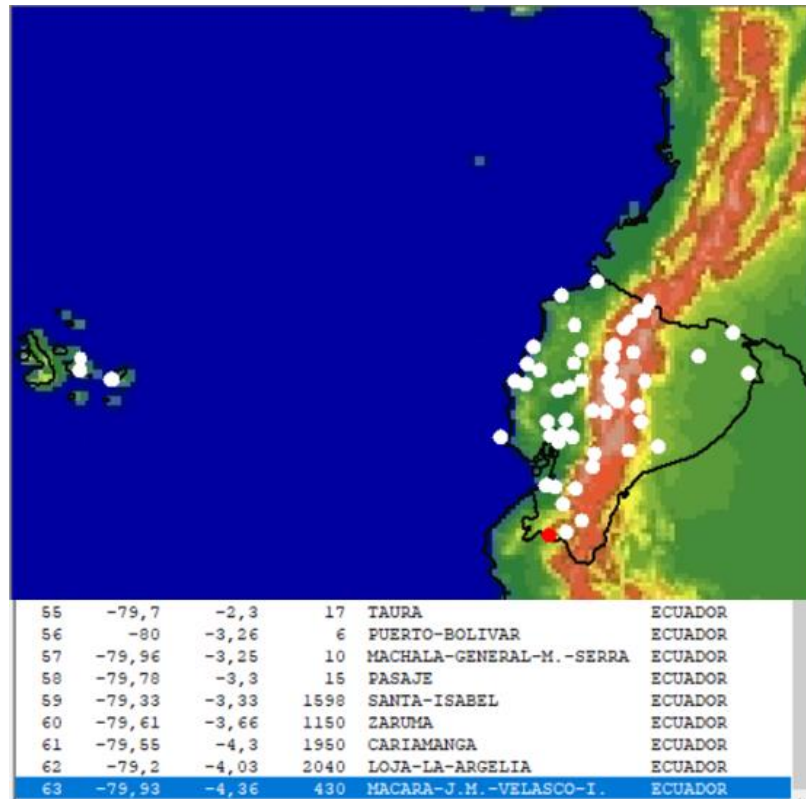 55 -79,7 -2,3 17 TAURA ECUADOR
56 -80 -3,26 6 PUERTO-BOLIVAR ECUADOR
57 -79,96 -3,25 10 MACHALA-GENERAL-M.-SERRA ECUADOR
58 -79,78 -3,3 15 PASAJE ECUADOR
59 -79,33 -3,33 1598 SANTA-ISABEL ECUADOR
60 -79,61 -3,66 1150 ZARUMA ECUADOR
61 -79,55 -4,3 1950 CARIAMANGA ECUADOR
62 -79,2 -4,03 2040 LOJA-LA-ARGELIA ECUADOR
63 -79,93 -4,36 430 MACARA-J.M.-VELASCO-I. ECUADOR